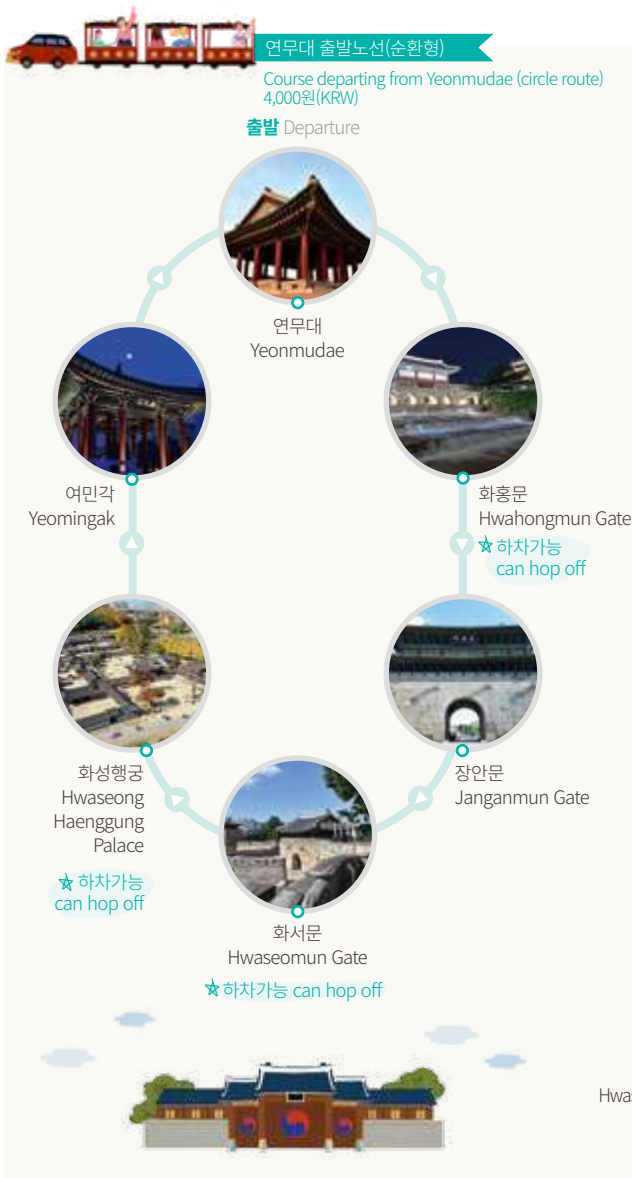 연무대 출발노선(순환형)
Course departing from Yeonmudae (circle route)
4,000원(KRW)
출발 Departure
연무대
Yeonmudae
여민각
Yeomingak
화홍문
Hwahongmun Gate
하차가능
can hop off
화성행궁
Hwaseong
Haenggung
Palace
하차가능
can hop off
장안문
Janganmun Gate
화서문
Hwaseomun Gate
하차가능 can hop off
Hwas